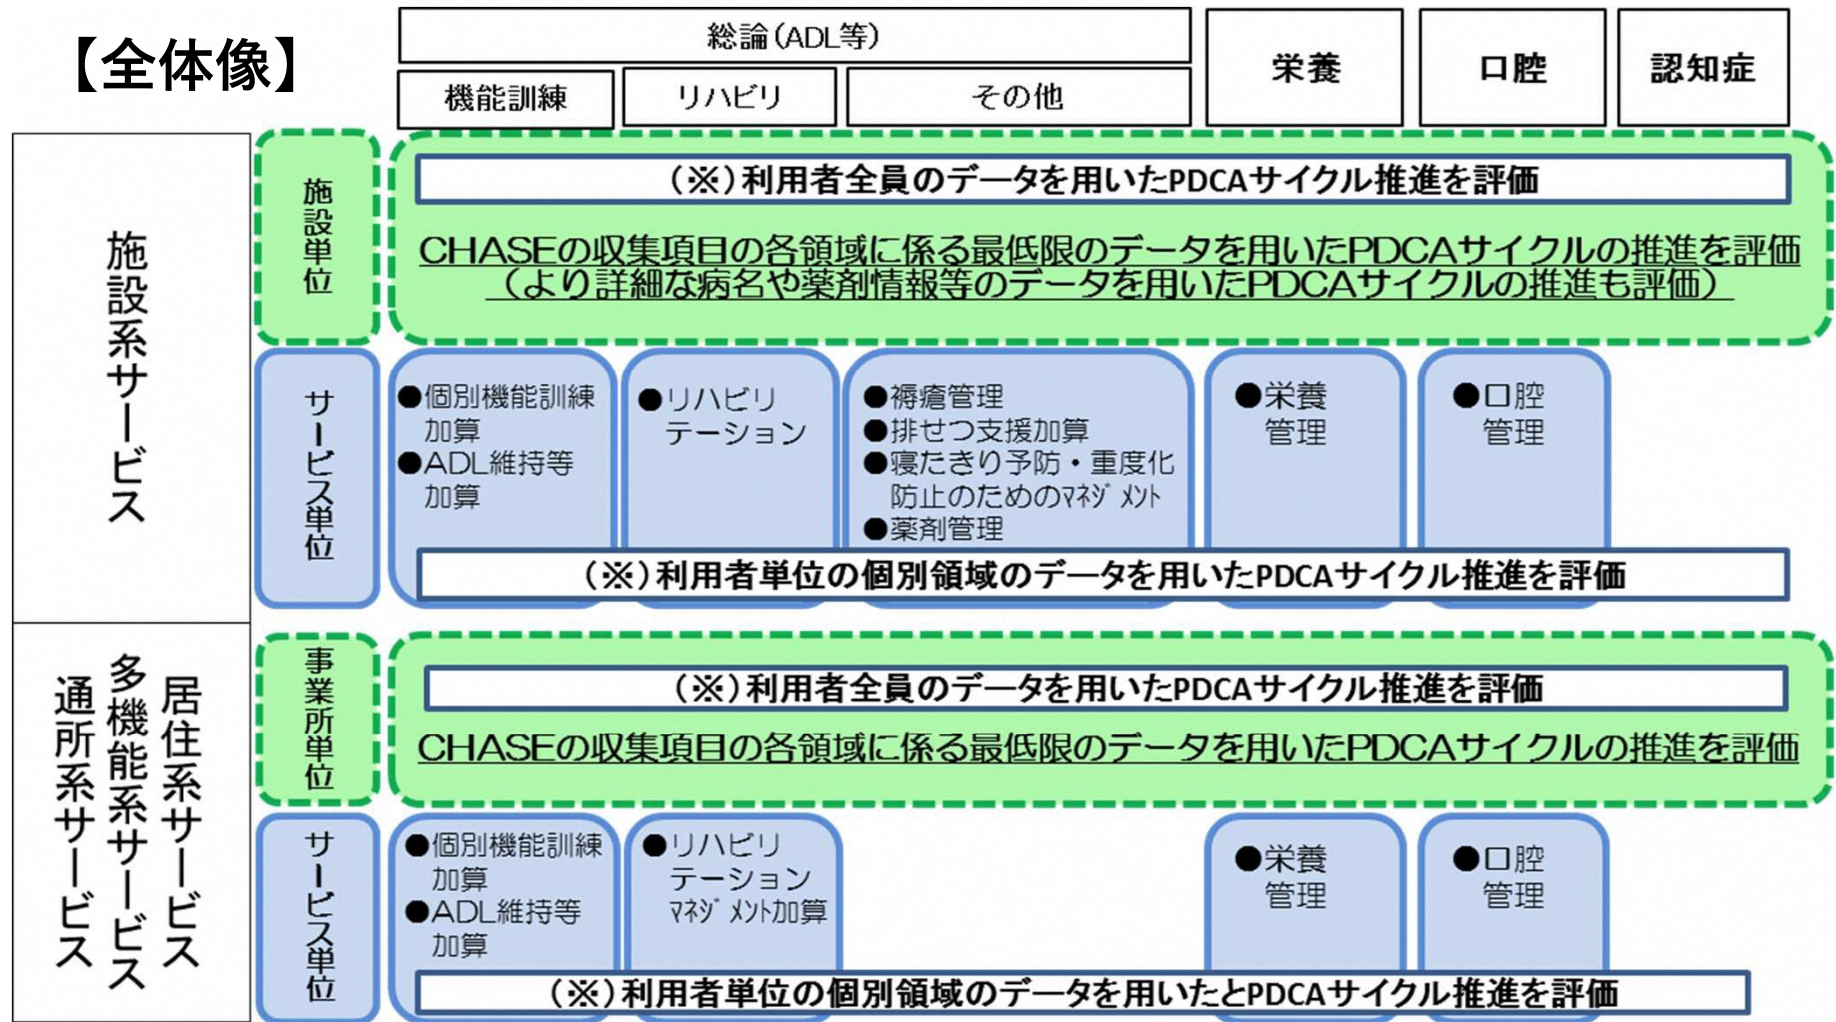 【全体像】
総論(ADL等)
機能訓練
リハビリ
その他
栄養
口腔
認知症
施設系サービス
施設単位
(※)利用者全員のデータを用いたPDCAサイクル推進を評価
CHASEの収集項目の各領域に係る最低限のデータを用いたPDCAサイクルの推進を評価
(より詳細な病名や薬剤情報等のデータを用いたPDCAサイクルの推進も評価)
サービス単位
●個別機能訓練
加算
●ADL維持等
加算
●リハビリ
テーション
●褥瘡管理
●排せつ支援加算
●寝たきり予防・重度化
防止のためのﾏﾈｼﾞﾒﾝﾄ
●薬剤管理
●栄養
管理
●口腔
管理
(※)利用者単位の個別領域のデータを用いたPDCAサイクル推進を評価
居住系サービス
多機能系サービス
通所系サービス
事業所単位
(※)利用者全員のデータを用いたPDCAサイクル推進を評価
CHASEの収集項目の各領域に係る最低限のデータを用いたPDCAサイクルの推進を評価
サービス単位
●個別機能訓練
加算
●ADL維持等
加算
●リハビリ
テーション
ﾏﾈｼﾞﾒﾝﾄ加算
●栄養
管理
●口腔
管理
(※)利用者単位の個別領域のデータを用いたとPDCAサイクル推進を評価